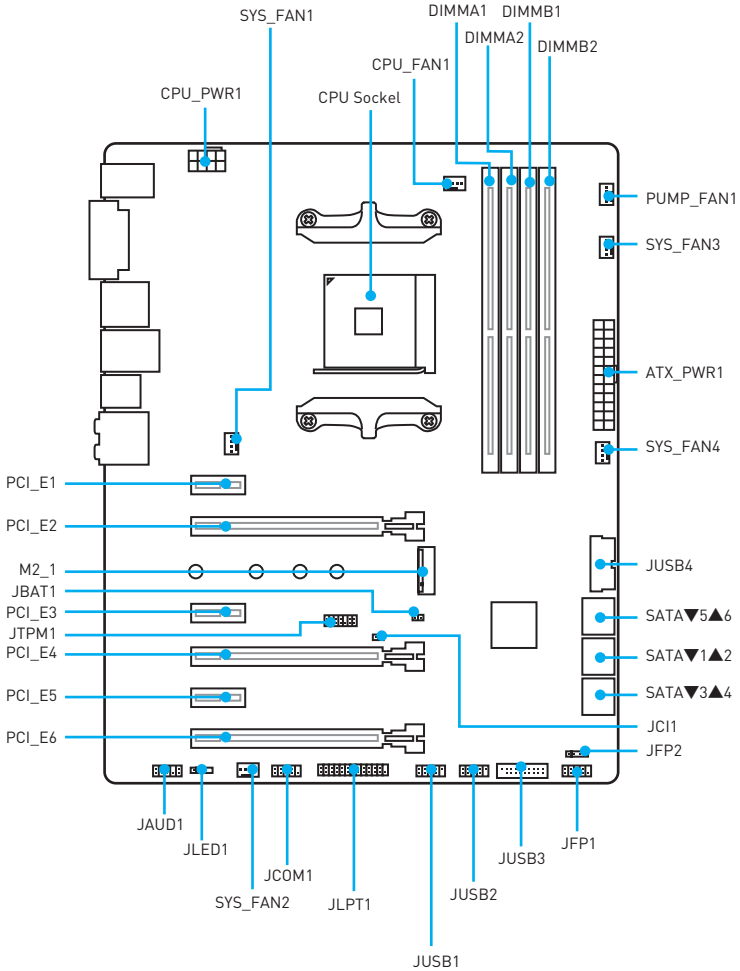 SYS_FAN1
DIMMA1
DIMMB1
DIMMA2
DIMMB2
CPU_FAN1
CPU_PWR1
CPU Sockel
PUMP_FAN1
SYS_FAN3
ATX_PWR1
SYS_FAN4
PCI_E1
PCI_E2
M2_1
JUSB4
JBAT1
PCI_E3
SATA▼5▲6
JTPM1
PCI_E4
SATA▼1▲2
PCI_E5
SATA▼3▲4
JCI1
PCI_E6
JFP2
JAUD1
JLED1
JFP1
JUSB3
JCOM1
JUSB2
SYS_FAN2
JLPT1
JUSB1